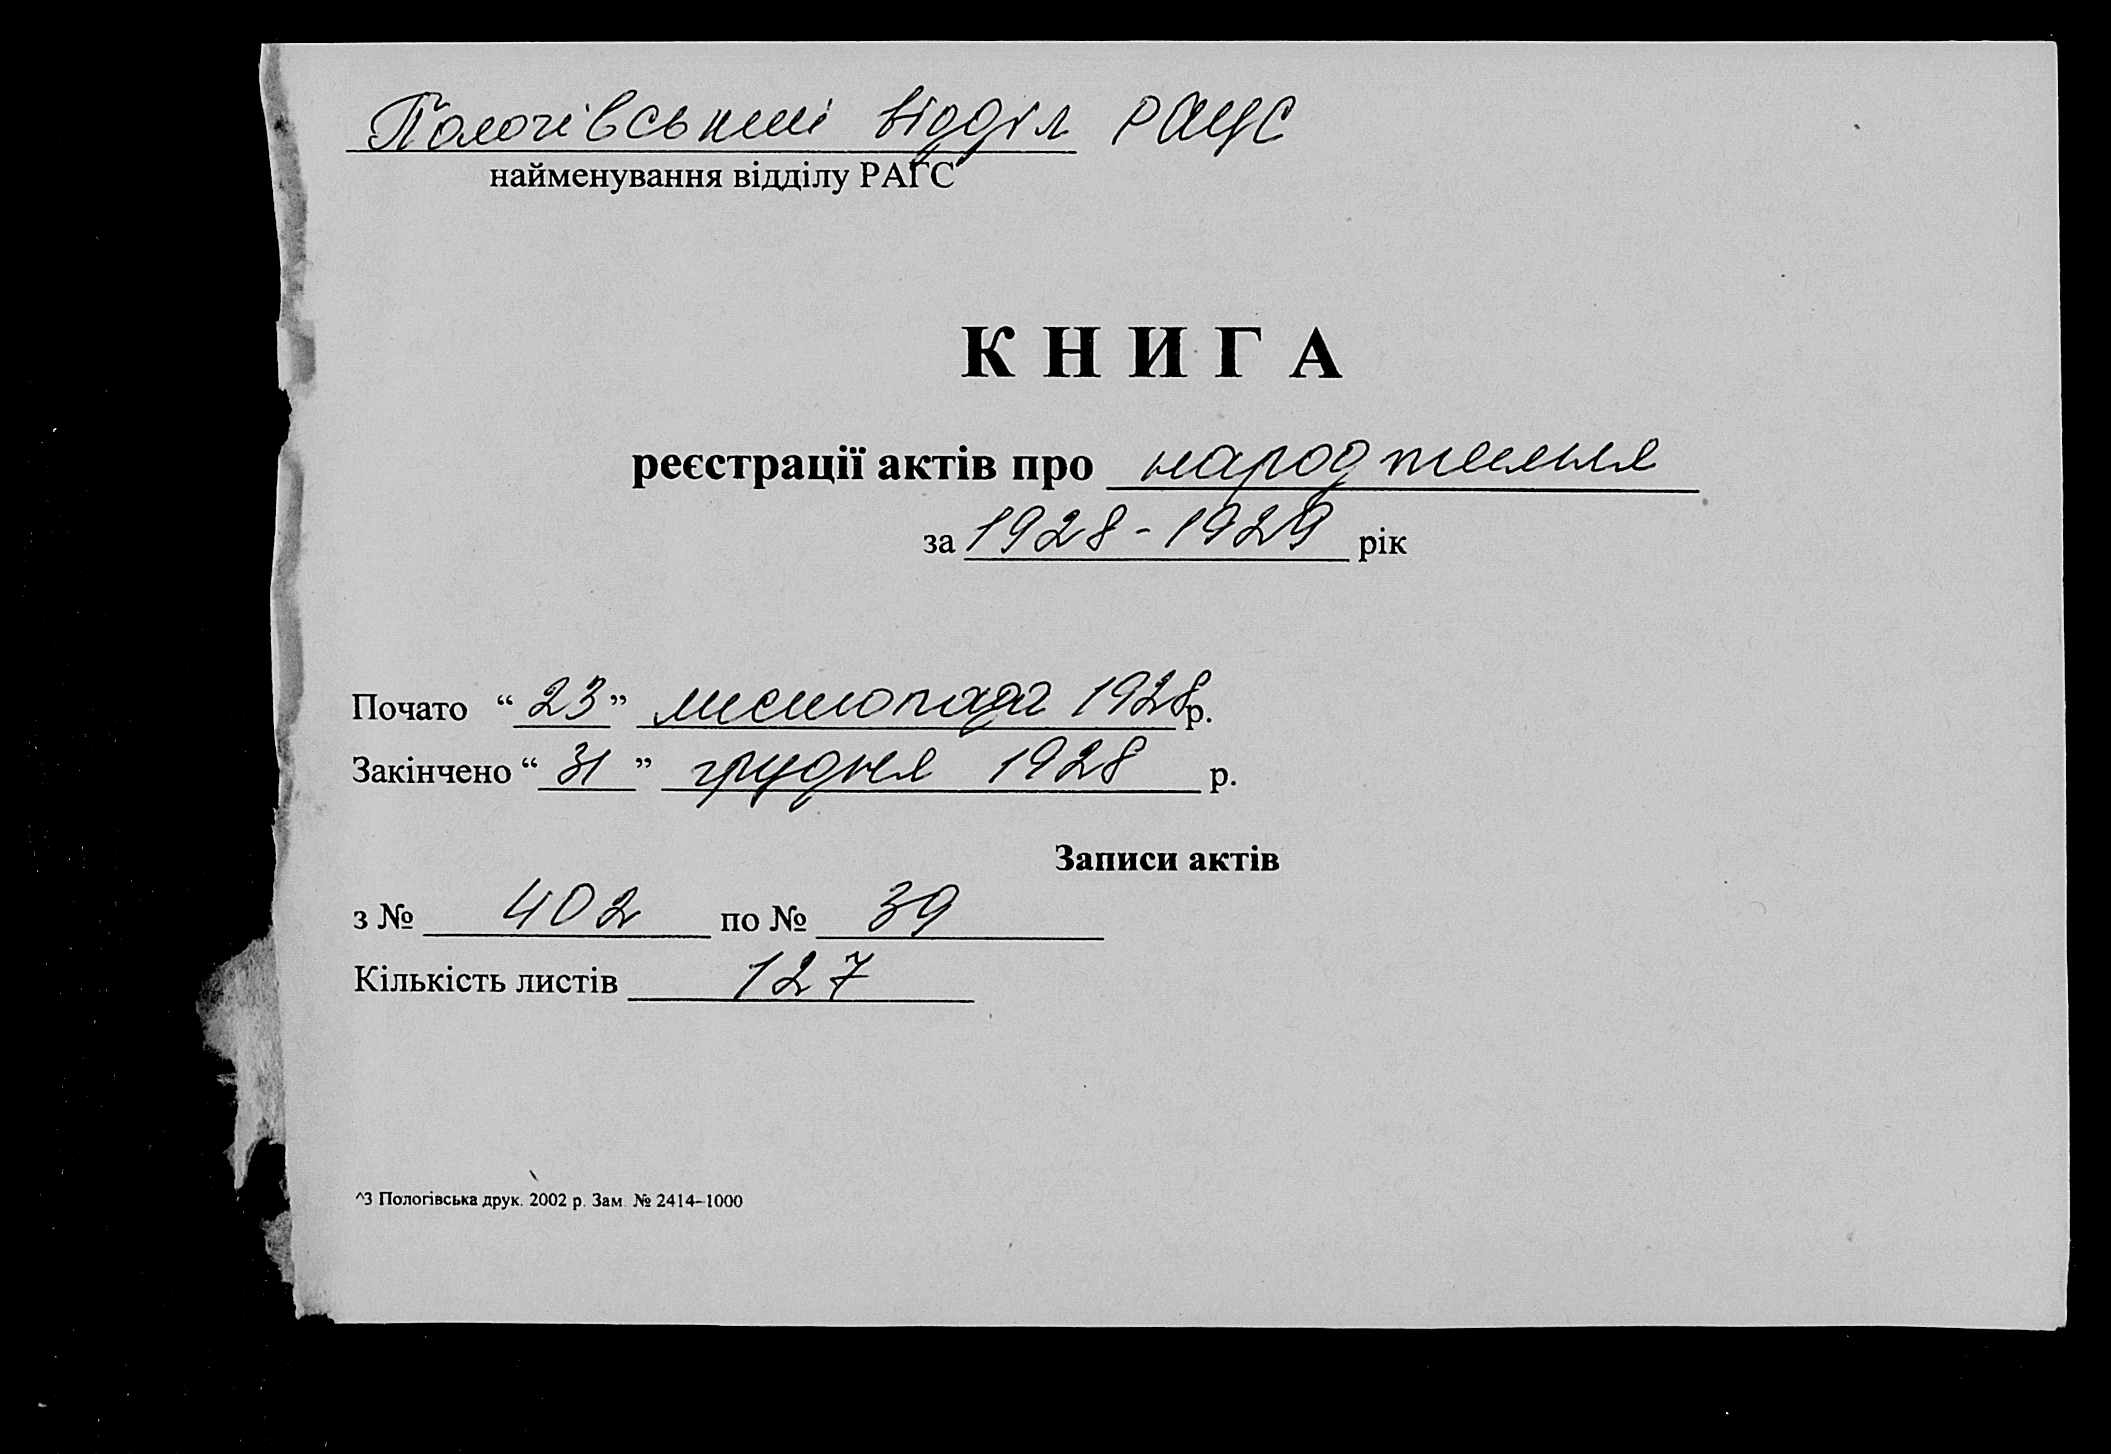 Пологівський відділ РАЦС
найменування відділу РАГС
КНИГА
реєстрації актів про народження
за 1928-1929 рік
Почато “23” листопада 1928р.
Закінчено “31” грудня 1928 р.
Записи актів
з № 402 по № 39
Кількість листів 127
^З Пологівська друк. 2002 р. Зам. № 2414–1000